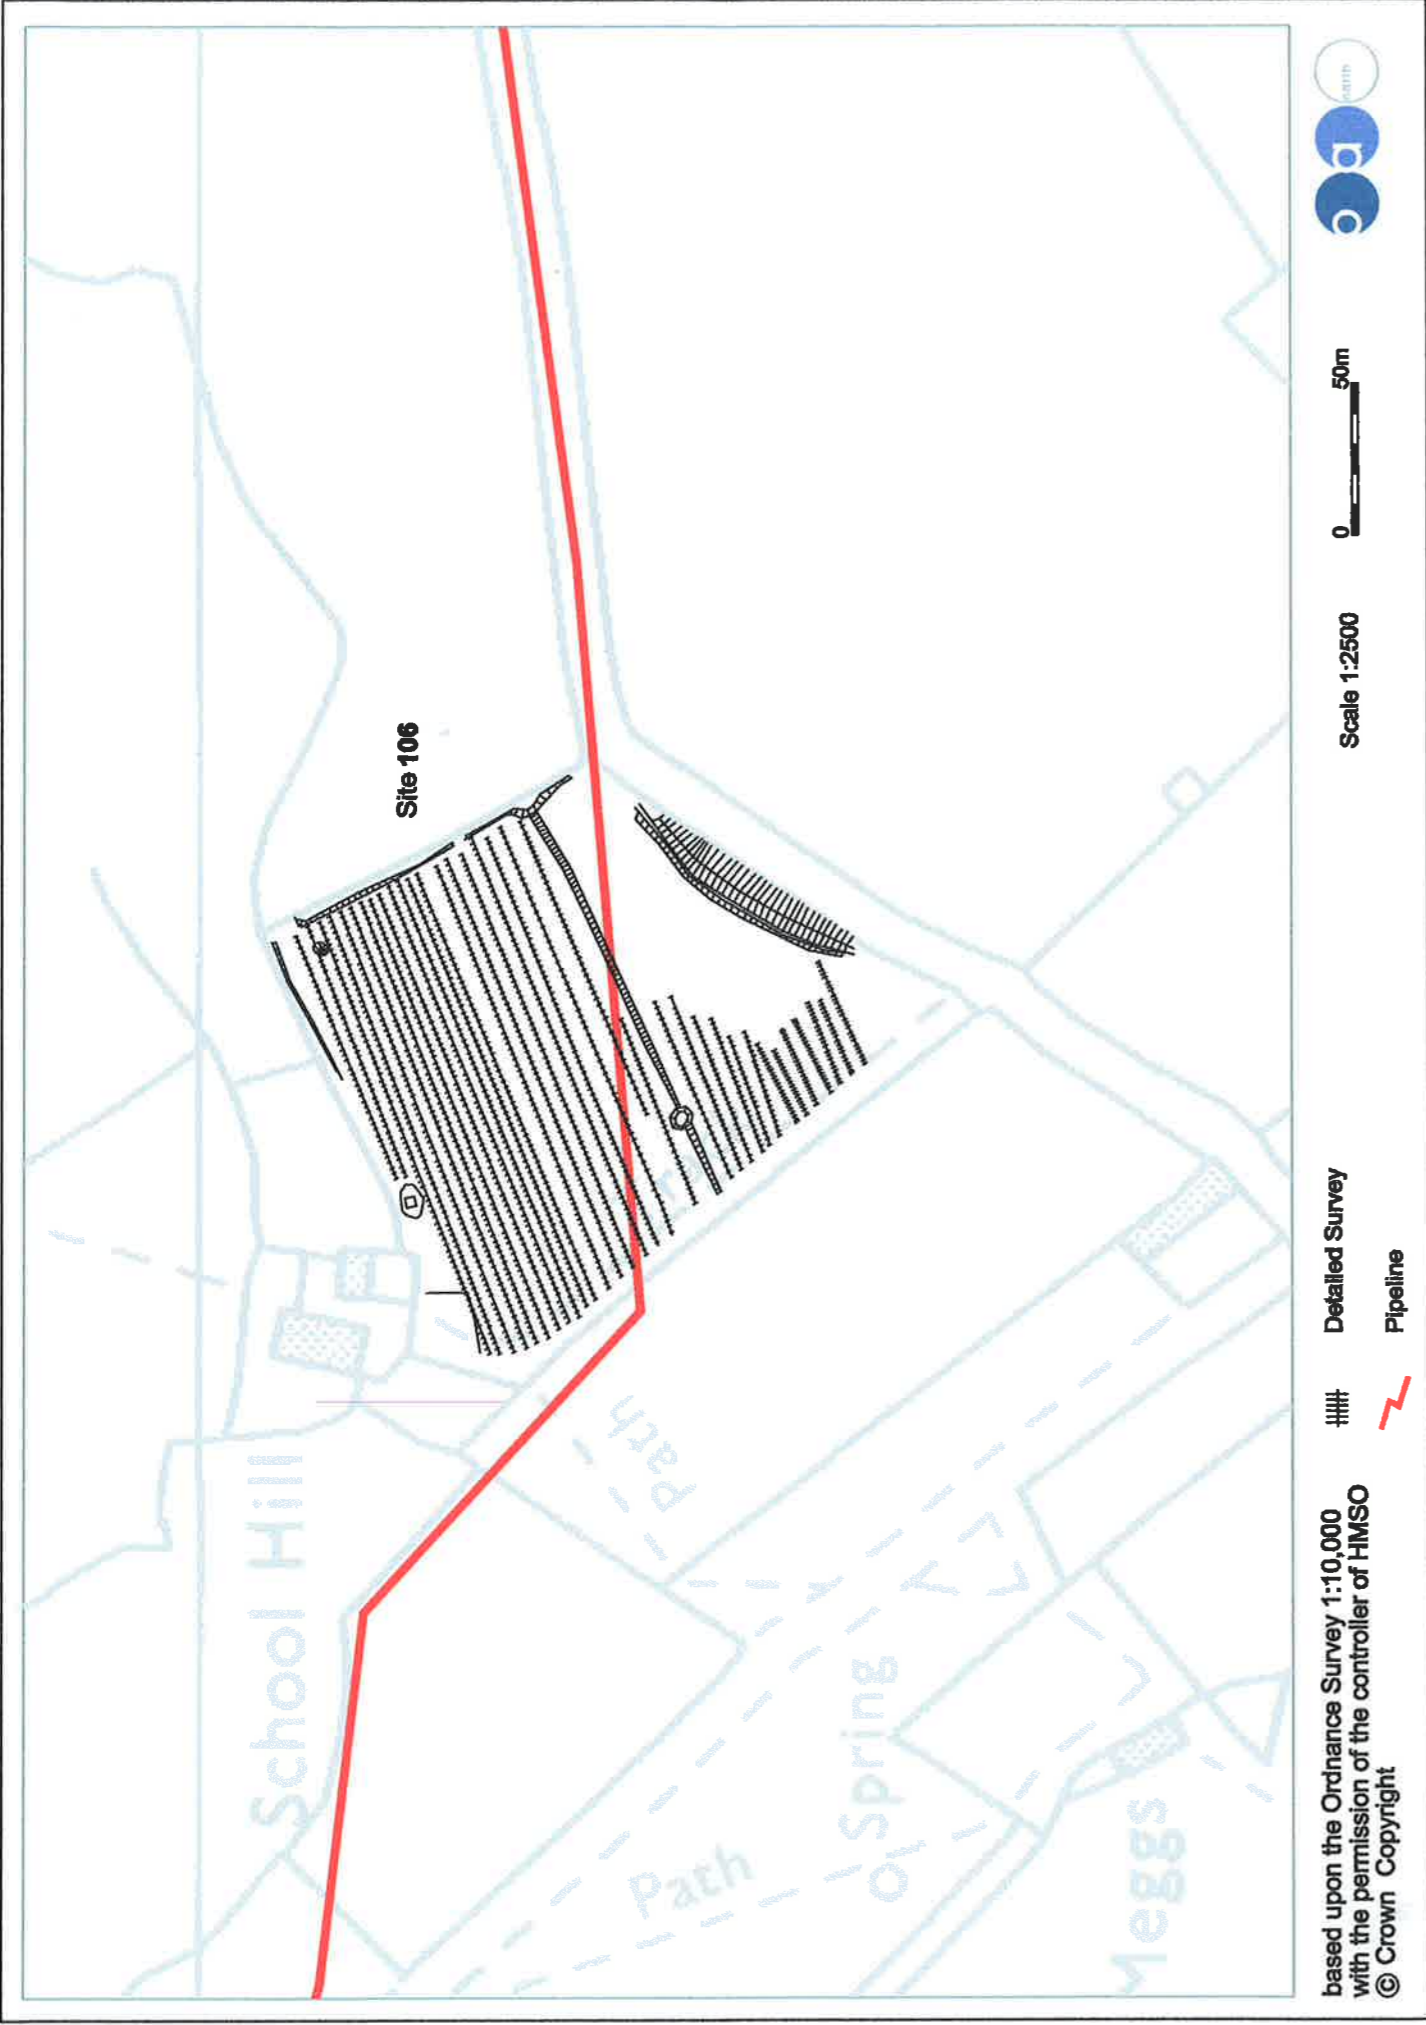 School Hill
Site 106
Path
Path
Spring
Meggs
based upon the Ordnance Survey 1:10,000
with the permission of the controller of HMSO
© Crown Copyright
Detailed Survey
Pipeline
Scale 1:2500
0 50m